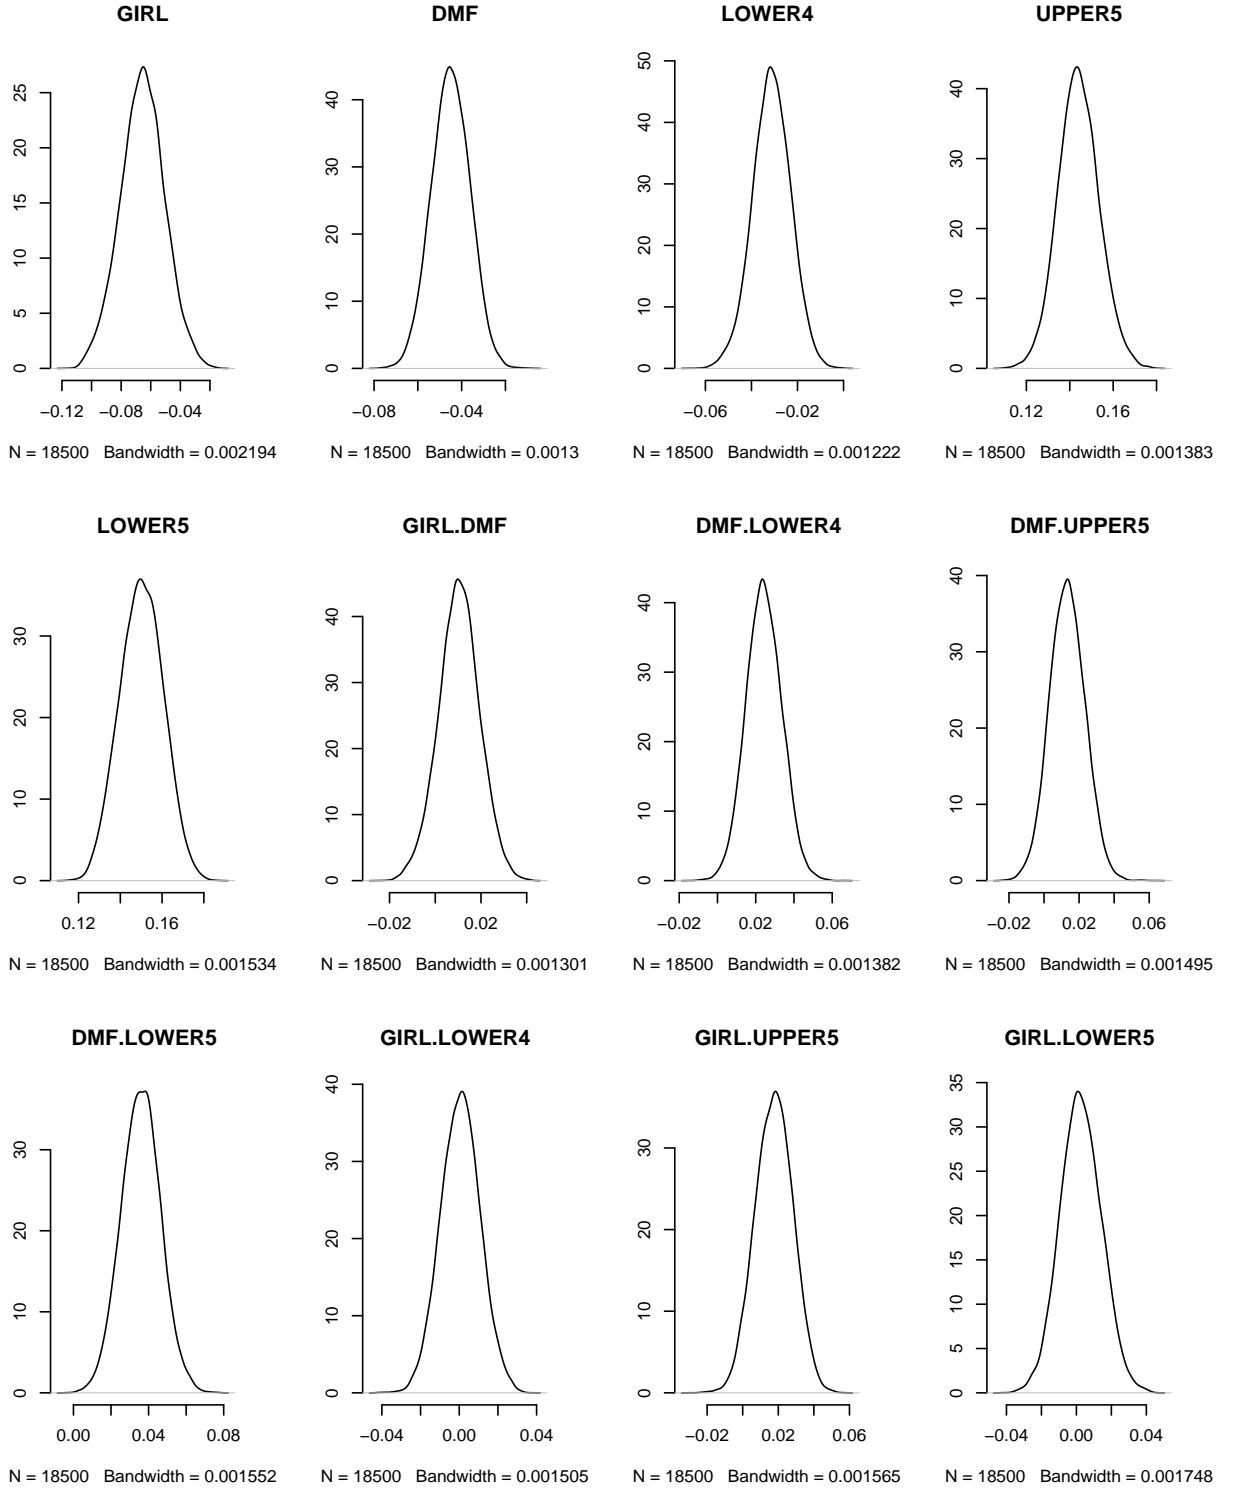 GIRL DMF LOWER4 UPPER5
25 20 15 10 5 0
40 30 20 10 0
50 40 30 20 10 0
40 30 20 10 0
−0.12 −0.08 −0.04
−0.08 −0.04
−0.06 −0.02
0.12 0.16
N = 18500 Bandwidth = 0.002194
N = 18500 Bandwidth = 0.0013
N = 18500 Bandwidth = 0.001222
N = 18500 Bandwidth = 0.001383
LOWER5 GIRL.DMF DMF.LOWER4 DMF.UPPER5
30 20 10 0
40 30 20 10 0
40 30 20 10 0
40 30 20 10 0
0.12 0.16
−0.02 0.02
−0.02 0.02 0.06
−0.02 0.02 0.06
N = 18500 Bandwidth = 0.001534
N = 18500 Bandwidth = 0.001301
N = 18500 Bandwidth = 0.001382
N = 18500 Bandwidth = 0.001495
DMF.LOWER5 GIRL.LOWER4 GIRL.UPPER5 GIRL.LOWER5
30 20 10 0
40 30 20 10 0
30 20 10 0
35 30 25 20 15 10 5 0
0.00 0.04 0.08
−0.04 0.00 0.04
−0.02 0.02 0.06
−0.04 0.00 0.04
N = 18500 Bandwidth = 0.001552
N = 18500 Bandwidth = 0.001505
N = 18500 Bandwidth = 0.001565
N = 18500 Bandwidth = 0.001748